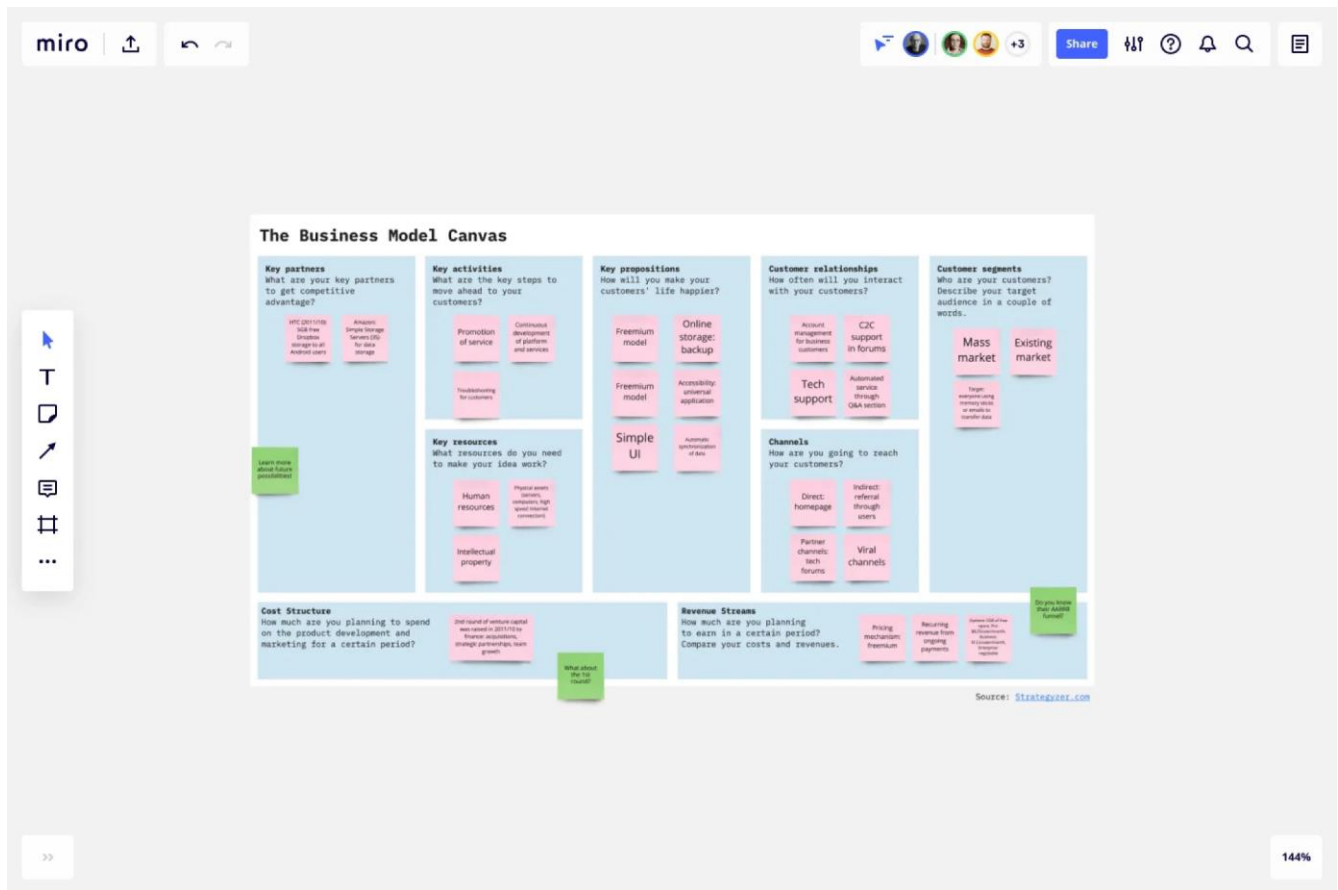 miro
+3
Share
The Business Model Canvas
Key partners
What are your key partners
to get competitive
advantage?
HTC (2011/10)
5GB free
Dropbox
storage to all
Android users
Amazon:
Simple Storage
Servers (3S)
for data
storage
Learn more
about future
possibilities!
Key activities
What are the key steps to
move ahead to your
customers?
Promotion
of service
Continuous
development
of platform
and services
Troubleshooting
for customers
Key resources
What resources do you need
to make your idea work?
Human
resources
Physical assets
(servers,
computers, high
speed Internet
connection)
Intellectual
property
Key propositions
How will you make your
customers' life happier?
Freemium
model
Online
storage:
backup
Freemium
model
Accessibility:
universal
application
Simple
UI
Automatic
synchronization
of data
Customer relationships
How often will you interact
with your customers?
Account
management
for business
customers
C2C
support
in forums
Tech
support
Automated
service
through
Q&A section
Channels
How are you going to reach
your customers?
Direct:
homepage
Indirect:
referral
through
users
Partner
channels:
tech
forums
Viral
channels
Customer segments
Who are your customers?
Describe your target
audience in a couple of
words.
Mass
market
Existing
market
Target:
everyone using
memory sticks
or emails to
transfer data
Cost Structure
How much are you planning to spend
on the product development and
marketing for a certain period?
2nd round of venture capital
was raised in 2011/10 to
finance: acquisitions,
strategic partnerships, team
growth
What about
the 1st
round?
Revenue Streams
How much are you planning
to earn in a certain period?
Compare your costs and revenues.
Pricing
mechanism:
freemium
Recurring
revenue from
ongoing
payments
Do you know
their AARRR
funnel?
Source: Strategyzer.com
144%